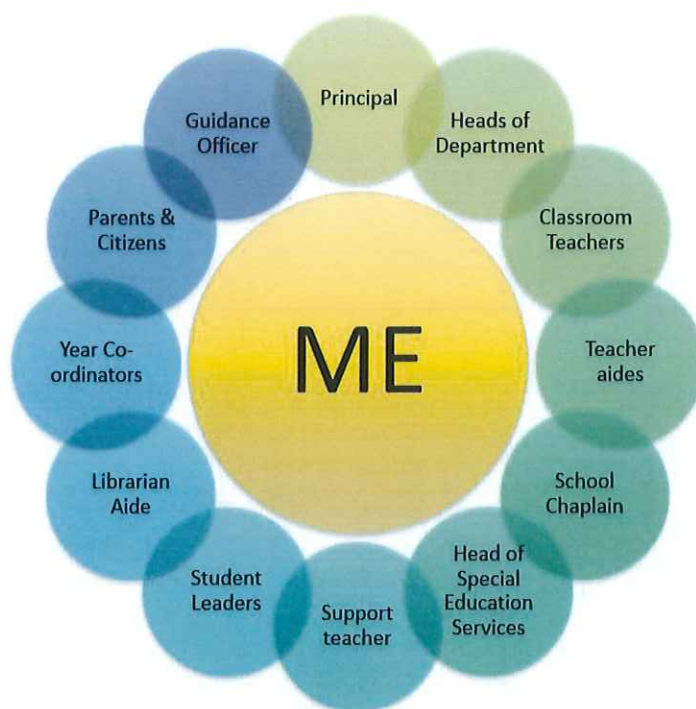 Principal
Heads of
Department
Classroom
Teachers
Teacher
aides
School
Chaplain
Head of
Special
Education
Services
Support
teacher
Student
Leaders
Librarian
Aide
Year Co-
ordinators
Parents &
Citizens
Guidance
Officer
ME